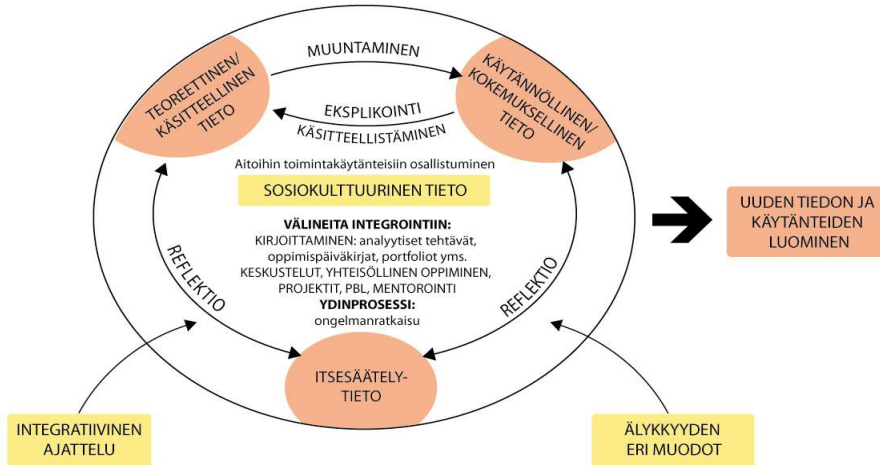 MUUNTAMINEN
TEOREETTINEN/
KÄSITTEELLINEN
TIETO
KÄYTÄNNÖLLINEN/
KOKEMUKSELLINEN
TIETO
EKSPLIKOINTI
KÄSITTEELLISTÄMINEN
Aitoihin toimintakäytänteisiin osallistuminen
SOSIOKULTTUURINEN TIETO
UUDEN TIEDON JA
KÄYTÄNTEIDEN
LUOMINEN
VÄLINEITA INTEGROINTIIN:
KIRJOITTAMINEN: analyytiset tehtävät,
oppimispäiväkirjat, portfoliot yms.
KESKUSTELUT, YHTEISÖLLINEN OPPIMINEN,
PROJEKTIT, PBL, MENTOROINTI
YDINPROSESSI:
ongelmanratkaisu
REFLEKTIO
REFLEKTIO
ITSESÄÄTELY-
TIETO
INTEGRATIIVINEN
AJATTELU
ÄLYKKYYDEN
ERI MUODOT